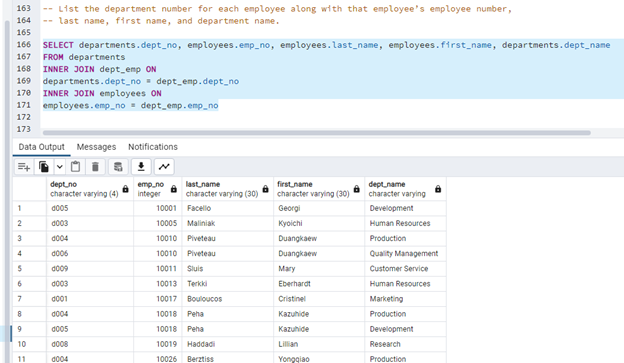 163 -- List the department number for each employee along with that employee's employee number,
164 -- last name, first name, and department name.
165
166 SELECT departments.dept_no, employees.emp_no, employees.last_name, employees.first_name, departments.dept_name
167 FROM departments
168 INNER JOIN dept_emp ON
169 departments.dept_no = dept_emp.dept_no
170 INNER JOIN employees ON
171 employees.emp_no = dept_emp.emp_no
172
173
Data Output Messages Notifications
dept_no emp_no last_name first_name dept_name
character varying (4) integer character varying (30) character varying (30) character varying
1 d005 10001 Facello Georgi Development
2 d003 10005 Maliniak Kyoichi Human Resources
3 d004 10010 Piveteau Duangkaew Production
4 d006 10010 Piveteau Duangkaew Quality Management
5 d009 10011 Sluis Mary Customer Service
6 d003 10013 Terkki Eberhardt Human Resources
7 d001 10017 Bouloucos Cristinel Marketing
8 d004 10018 Peha Kazuhide Production
9 d005 10018 Peha Kazuhide Development
10 d008 10019 Haddadi Lillian Research
11 d004 10026 Berztiss Yongqiao Production